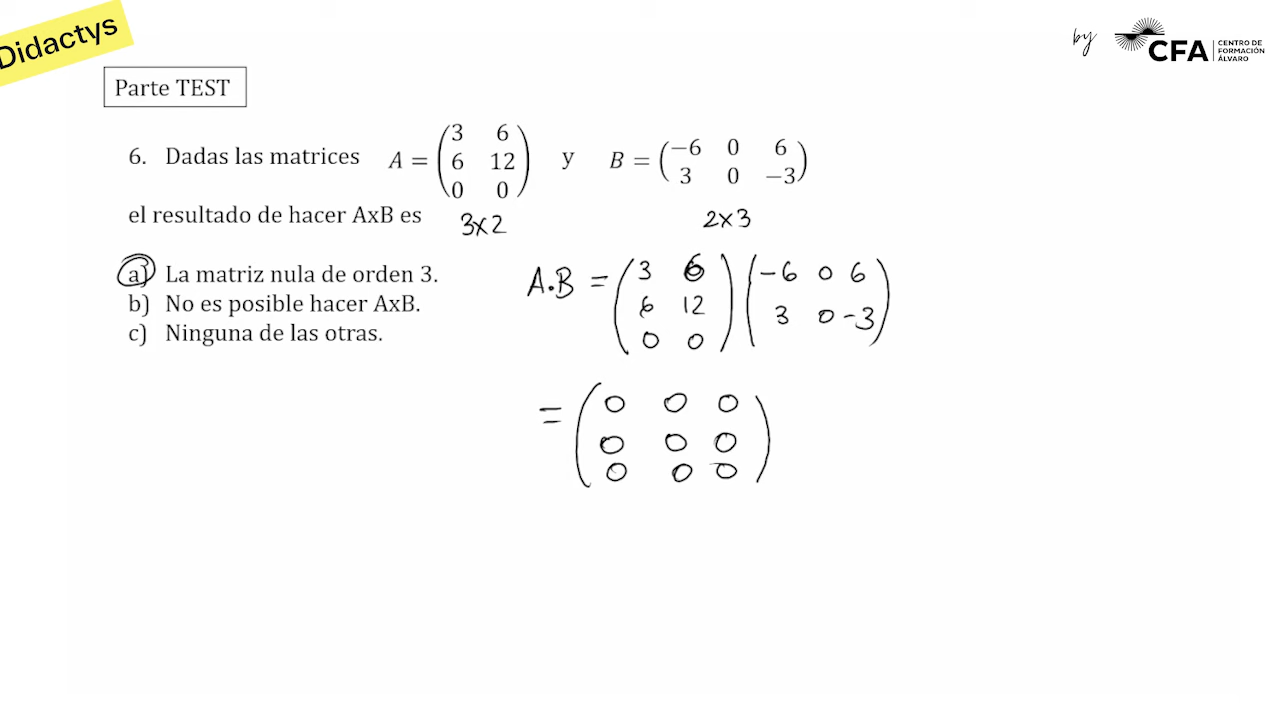 Didactys
by
CFA CENTRO DE FORMACIÓN ÁLVARO
Parte TEST
6. Dadas las matrices A = (3 6
6 12
0 0) y B = (−6 0 6
3 0 −3)
el resultado de hacer AxB es
3x2
2x3
a) La matriz nula de orden 3.
b) No es posible hacer AxB.
c) Ninguna de las otras.
A·B = (3 6
6 12
0 0) (-6 0 6
3 0 -3)
= (0 0 0
0 0 0
0 0 0)